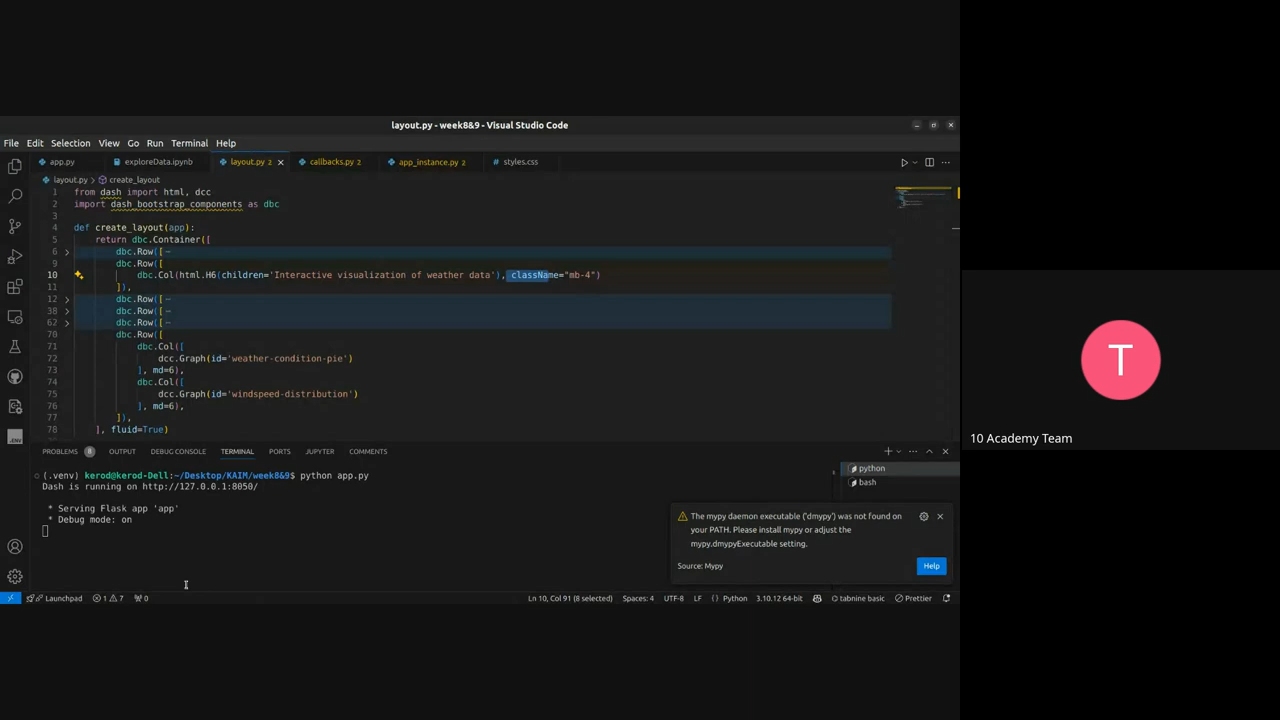 layout.py - week8&9 - Visual Studio Code
File Edit Selection View Go Run Terminal Help
app.py exploreData.ipynb layout.py 2 callbacks.py 2 app_instance.py 2 styles.css
layout.py > create_layout
1 from dash import html, dcc
2 import dash_bootstrap_components as dbc
3
4 def create_layout(app):
5 return dbc.Container([
6 dbc.Row([ ⋯
9 dbc.Row([
10 dbc.Col(html.H6(children='Interactive visualization of weather data'), className="mb-4")
11 ]),
12 dbc.Row([ ⋯
38 dbc.Row([ ⋯
62 dbc.Row([ ⋯
70 dbc.Row([
71 dbc.Col([
72 dcc.Graph(id='weather-condition-pie')
73 ], md=6),
74 dbc.Col([
75 dcc.Graph(id='windspeed-distribution')
76 ], md=6),
77 ]),
78 ], fluid=True)
PROBLEMS 8 OUTPUT DEBUG CONSOLE TERMINAL PORTS JUPYTER COMMENTS
(.venv) kerod@kerod-Dell:~/Desktop/KAIM/week8&9$ python app.py
Dash is running on http://127.0.0.1:8050/
* Serving Flask app 'app'
* Debug mode: on
python
bash
The mypy daemon executable ('dmypy') was not found on
your PATH. Please install mypy or adjust the
mypy.dmypyExecutable setting.
Source: Mypy
Help
.ENV
Launchpad 1 7 0 Ln 10, Col 91 (8 selected) Spaces: 4 UTF-8 LF {} Python 3.10.12 64-bit tabnine basic Prettier
T
10 Academy Team